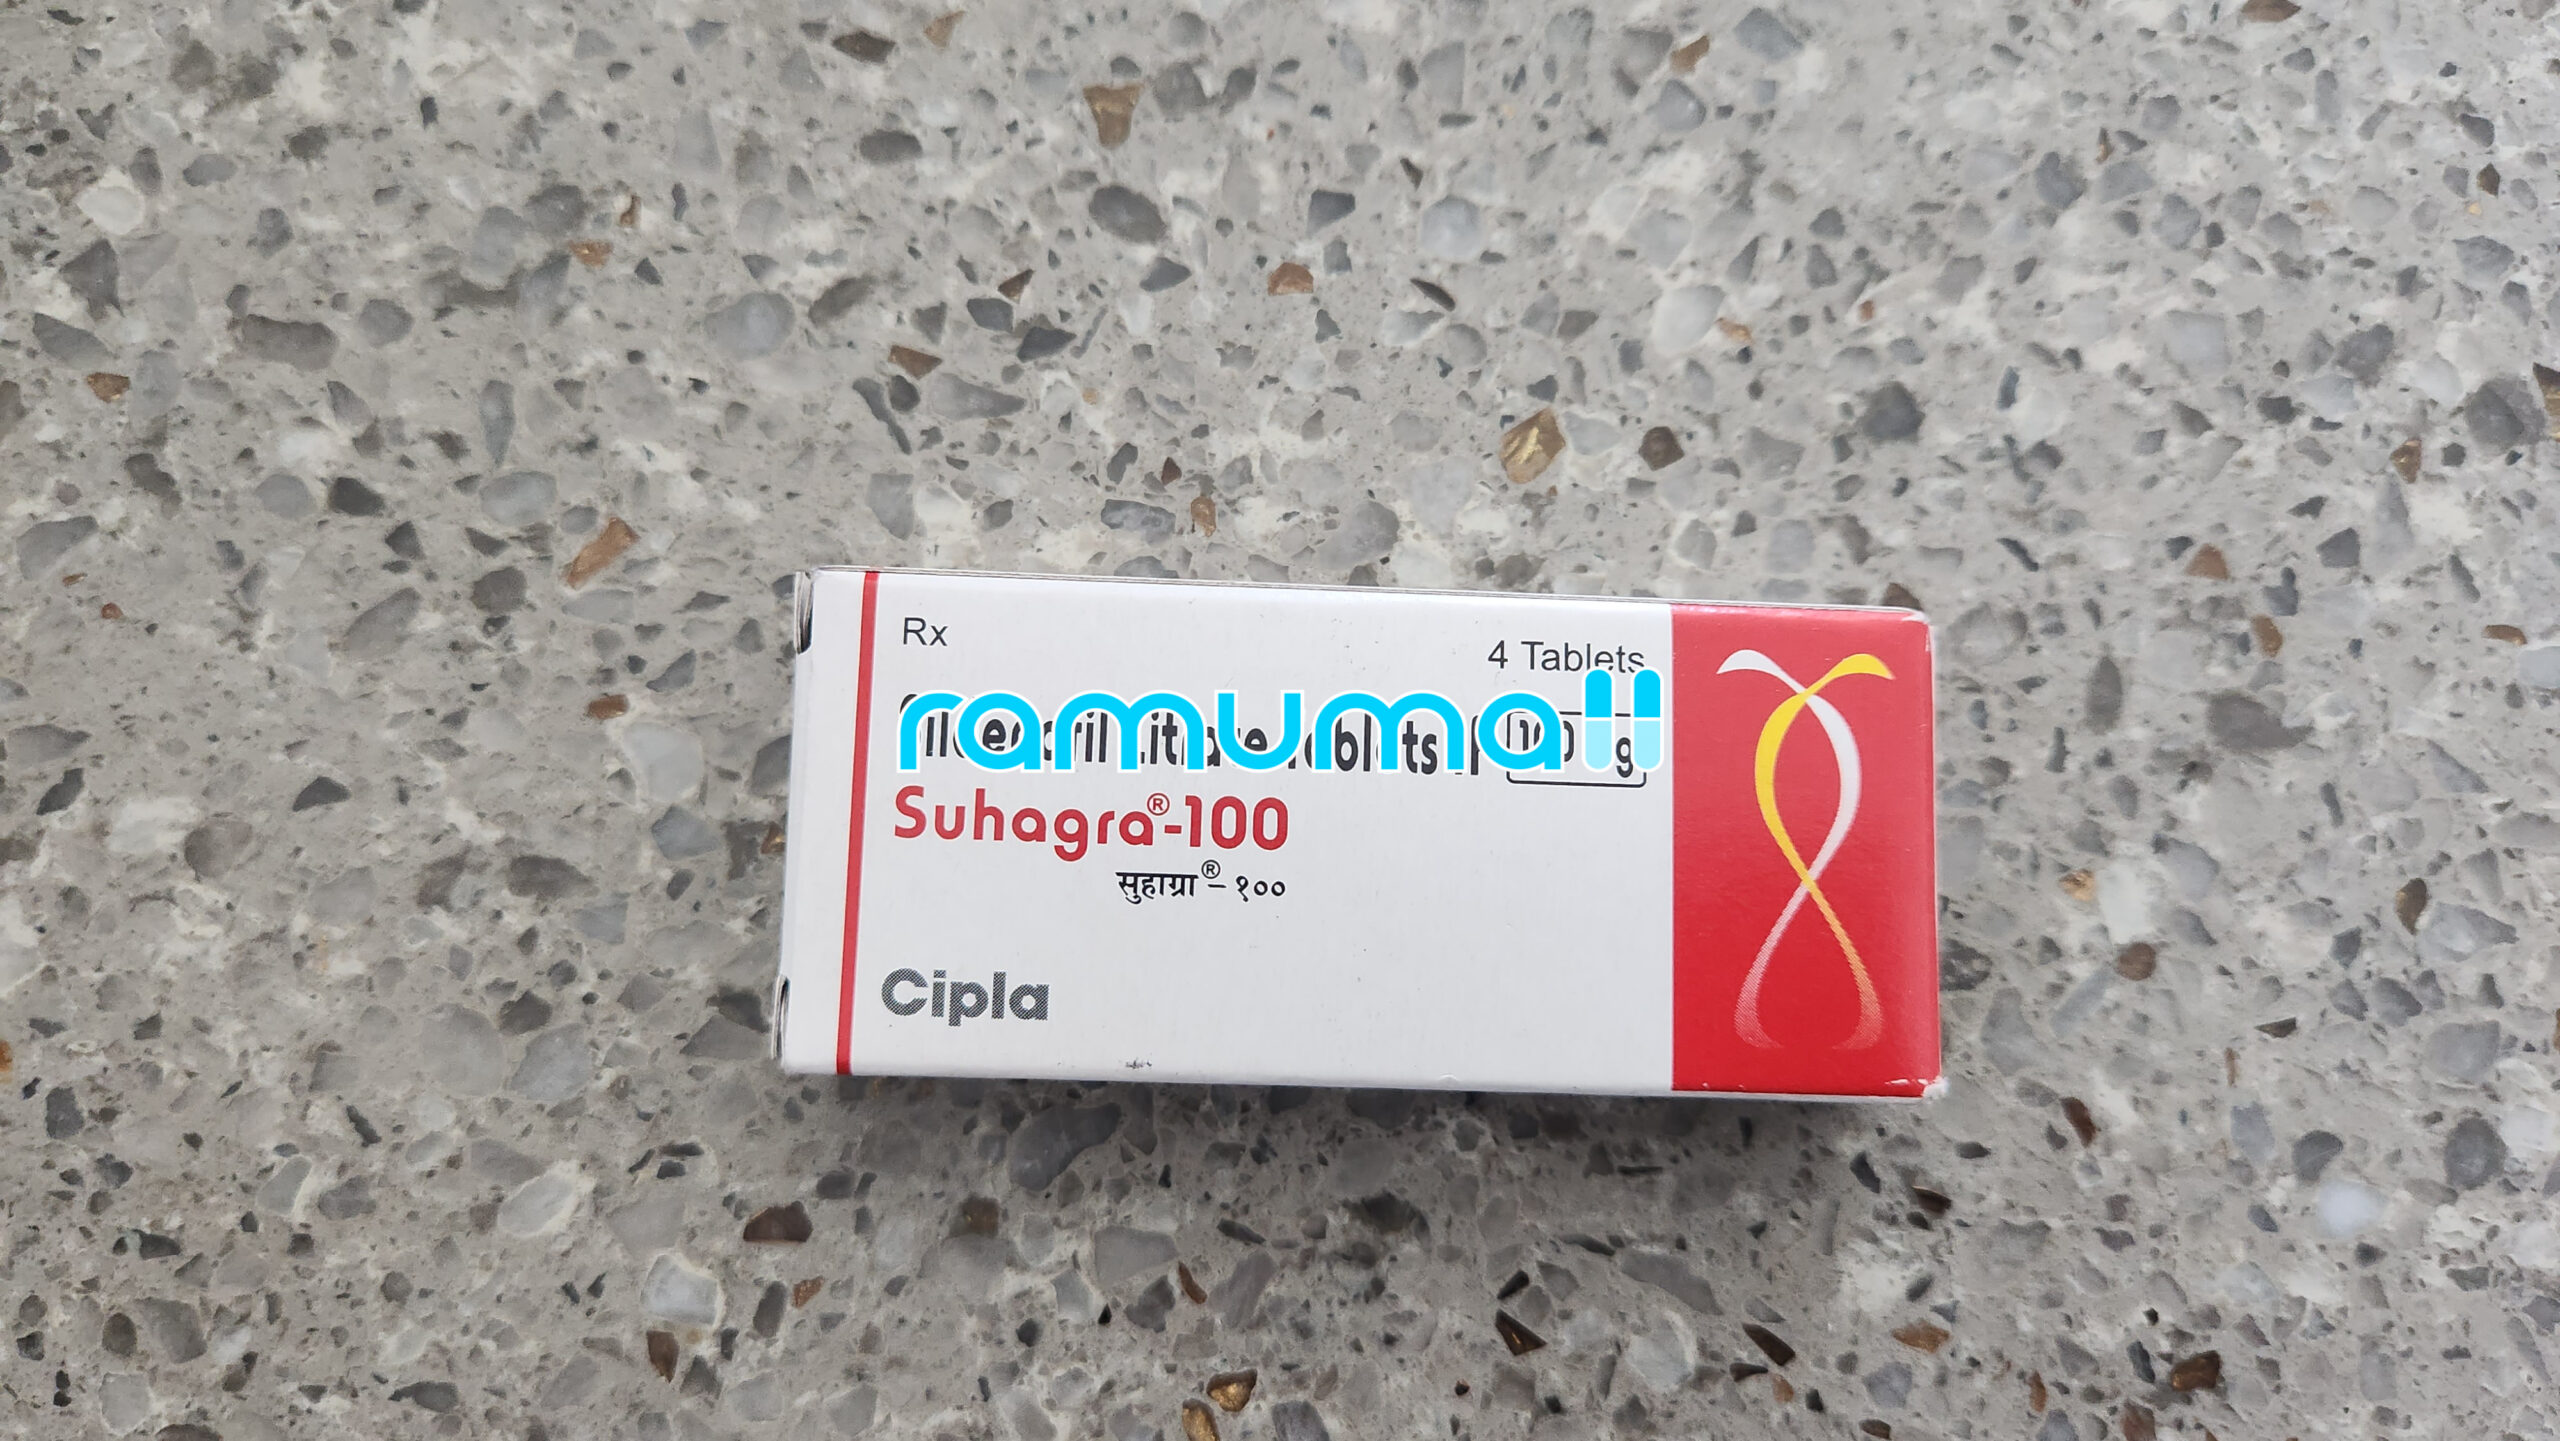 Rx
4 Tablets
ramumall
Suhagra®-100
सुहाग्रा®– १००
Cipla